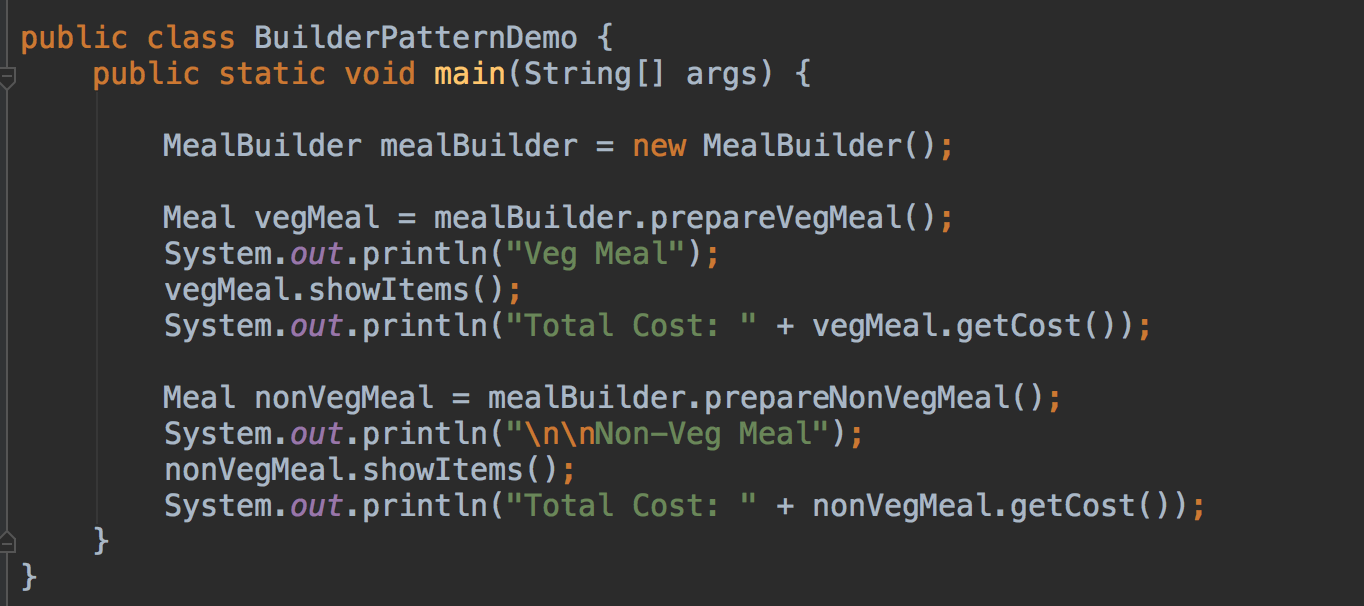 public class BuilderPatternDemo {
    public static void main(String[] args) {

        MealBuilder mealBuilder = new MealBuilder();

        Meal vegMeal = mealBuilder.prepareVegMeal();
        System.out.println("Veg Meal");
        vegMeal.showItems();
        System.out.println("Total Cost: " + vegMeal.getCost());

        Meal nonVegMeal = mealBuilder.prepareNonVegMeal();
        System.out.println("\n\nNon-Veg Meal");
        nonVegMeal.showItems();
        System.out.println("Total Cost: " + nonVegMeal.getCost());
    }
}